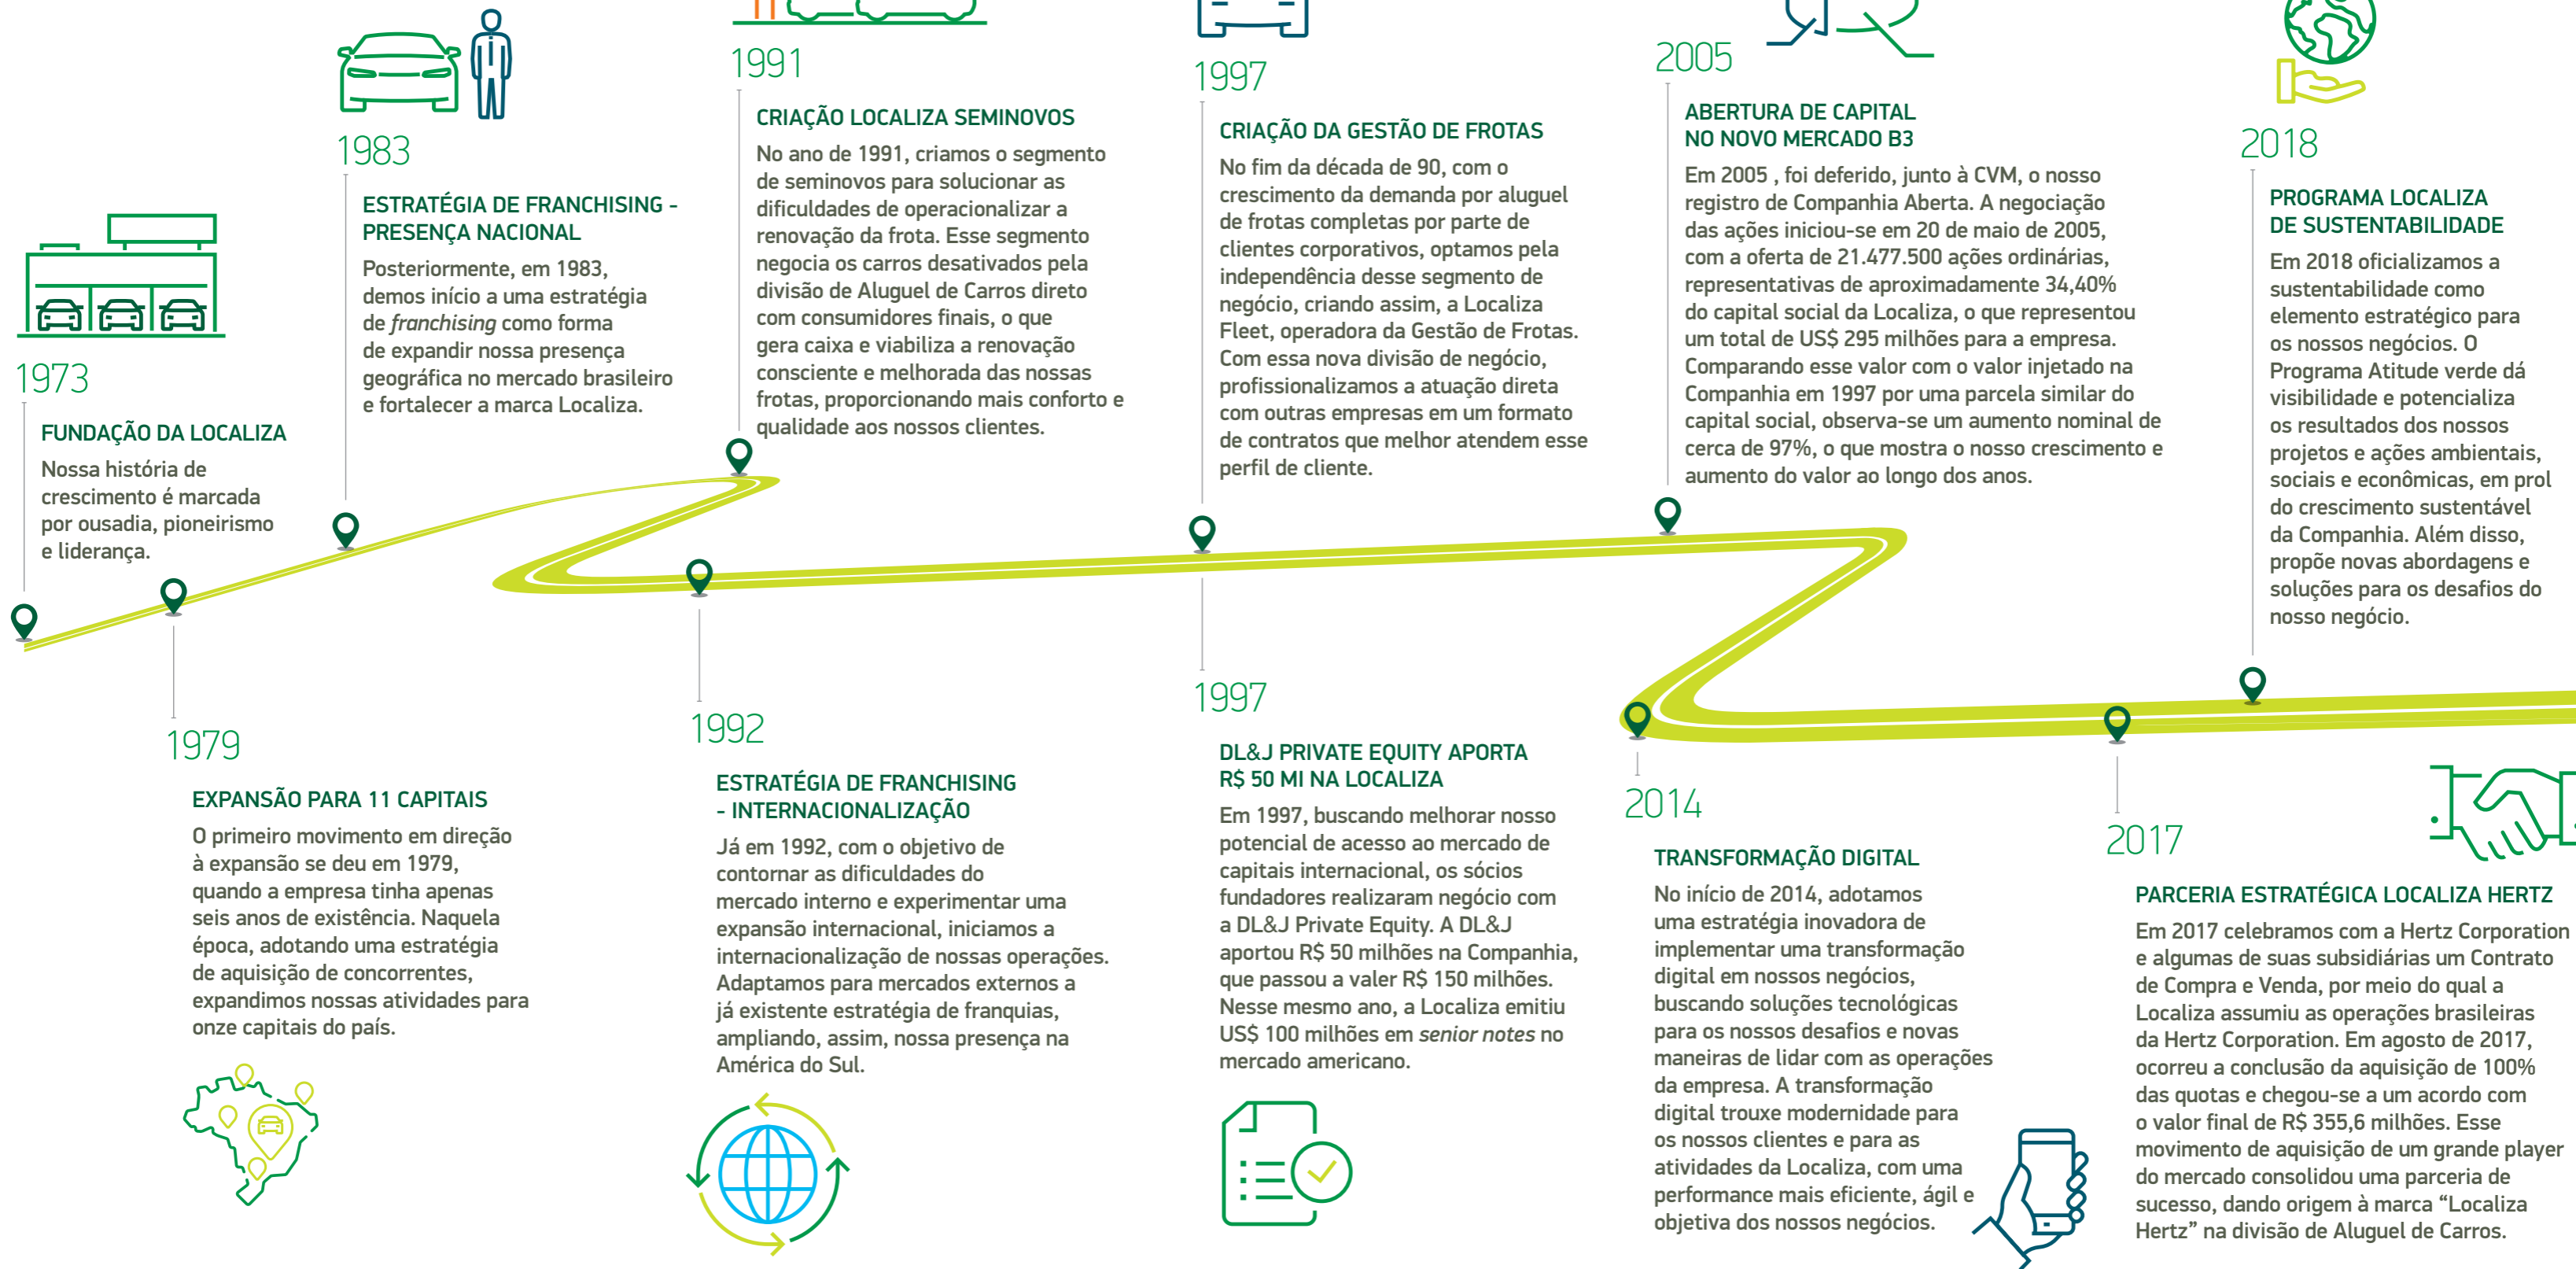 1973
FUNDAÇÃO DA LOCALIZA
Nossa história de
crescimento é marcada
por ousadia, pioneirismo
e liderança.
1979
EXPANSÃO PARA 11 CAPITAIS
O primeiro movimento em direção
à expansão se deu em 1979,
quando a empresa tinha apenas
seis anos de existência. Naquela
época, adotando uma estratégia
de aquisição de concorrentes,
expandimos nossas atividades para
onze capitais do país.
1983
ESTRATÉGIA DE FRANCHISING -
PRESENÇA NACIONAL
Posteriormente, em 1983,
demos início a uma estratégia
de franchising como forma
de expandir nossa presença
geográfica no mercado brasileiro
e fortalecer a marca Localiza.
1991
CRIAÇÃO LOCALIZA SEMINOVOS
No ano de 1991, criamos o segmento
de seminovos para solucionar as
dificuldades de operacionalizar a
renovação da frota. Esse segmento
negocia os carros desativados pela
divisão de Aluguel de Carros direto
com consumidores finais, o que
gera caixa e viabiliza a renovação
consciente e melhorada das nossas
frotas, proporcionando mais conforto e
qualidade aos nossos clientes.
1992
ESTRATÉGIA DE FRANCHISING
- INTERNACIONALIZAÇÃO
Já em 1992, com o objetivo de
contornar as dificuldades do
mercado interno e experimentar uma
expansão internacional, iniciamos a
internacionalização de nossas operações.
Adaptamos para mercados externos a
já existente estratégia de franquias,
ampliando, assim, nossa presença na
América do Sul.
1997
CRIAÇÃO DA GESTÃO DE FROTAS
No fim da década de 90, com o
crescimento da demanda por aluguel
de frotas completas por parte de
clientes corporativos, optamos pela
independência desse segmento de
negócio, criando assim, a Localiza
Fleet, operadora da Gestão de Frotas.
Com essa nova divisão de negócio,
profissionalizamos a atuação direta
com outras empresas em um formato
de contratos que melhor atendem esse
perfil de cliente.
1997
DL&J PRIVATE EQUITY APORTA
R$ 50 MI NA LOCALIZA
Em 1997, buscando melhorar nosso
potencial de acesso ao mercado de
capitais internacional, os sócios
fundadores realizaram negócio com
a DL&J Private Equity. A DL&J
aportou R$ 50 milhões na Companhia,
que passou a valer R$ 150 milhões.
Nesse mesmo ano, a Localiza emitiu
US$ 100 milhões em senior notes no
mercado americano.
2005
ABERTURA DE CAPITAL
NO NOVO MERCADO B3
Em 2005 , foi deferido, junto à CVM, o nosso
registro de Companhia Aberta. A negociação
das ações iniciou-se em 20 de maio de 2005,
com a oferta de 21.477.500 ações ordinárias,
representativas de aproximadamente 34,40%
do capital social da Localiza, o que representou
um total de US$ 295 milhões para a empresa.
Comparando esse valor com o valor injetado na
Companhia em 1997 por uma parcela similar do
capital social, observa-se um aumento nominal de
cerca de 97%, o que mostra o nosso crescimento e
aumento do valor ao longo dos anos.
2014
TRANSFORMAÇÃO DIGITAL
No início de 2014, adotamos
uma estratégia inovadora de
implementar uma transformação
digital em nossos negócios,
buscando soluções tecnológicas
para os nossos desafios e novas
maneiras de lidar com as operações
da empresa. A transformação
digital trouxe modernidade para
os nossos clientes e para as
atividades da Localiza, com uma
performance mais eficiente, ágil e
objetiva dos nossos negócios.
2017
PARCERIA ESTRATÉGICA LOCALIZA HERTZ
Em 2017 celebramos com a Hertz Corporation
e algumas de suas subsidiárias um Contrato
de Compra e Venda, por meio do qual a
Localiza assumiu as operações brasileiras
da Hertz Corporation. Em agosto de 2017,
ocorreu a conclusão da aquisição de 100%
das quotas e chegou-se a um acordo com
o valor final de R$ 355,6 milhões. Esse
movimento de aquisição de um grande player
do mercado consolidou uma parceria de
sucesso, dando origem à marca “Localiza
Hertz” na divisão de Aluguel de Carros.
2018
PROGRAMA LOCALIZA
DE SUSTENTABILIDADE
Em 2018 oficializamos a
sustentabilidade como
elemento estratégico para
os nossos negócios. O
Programa Atitude verde dá
visibilidade e potencializa
os resultados dos nossos
projetos e ações ambientais,
sociais e econômicas, em prol
do crescimento sustentável
da Companhia. Além disso,
propõe novas abordagens e
soluções para os desafios do
nosso negócio.